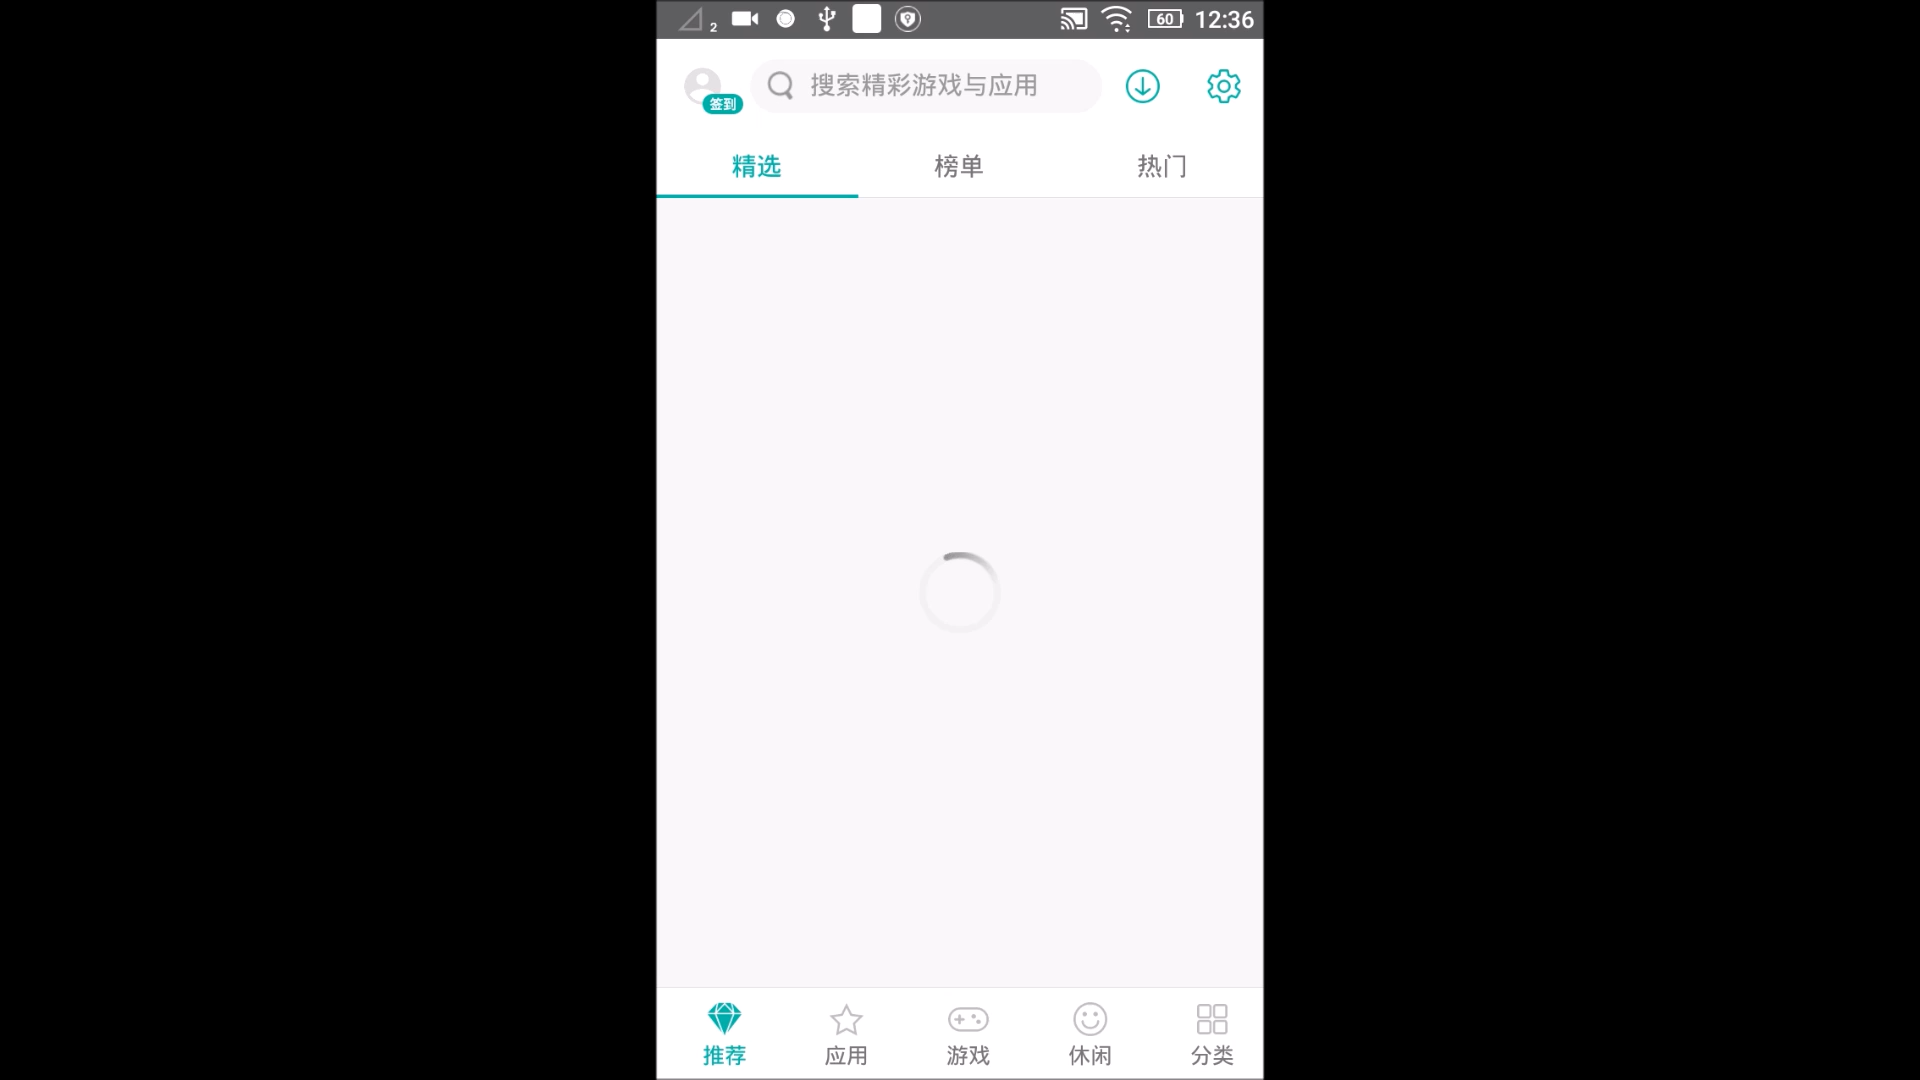 2 60 12:36
签到 搜索精彩游戏与应用
精选 榜单 热门
推荐 应用 游戏 休闲 分类